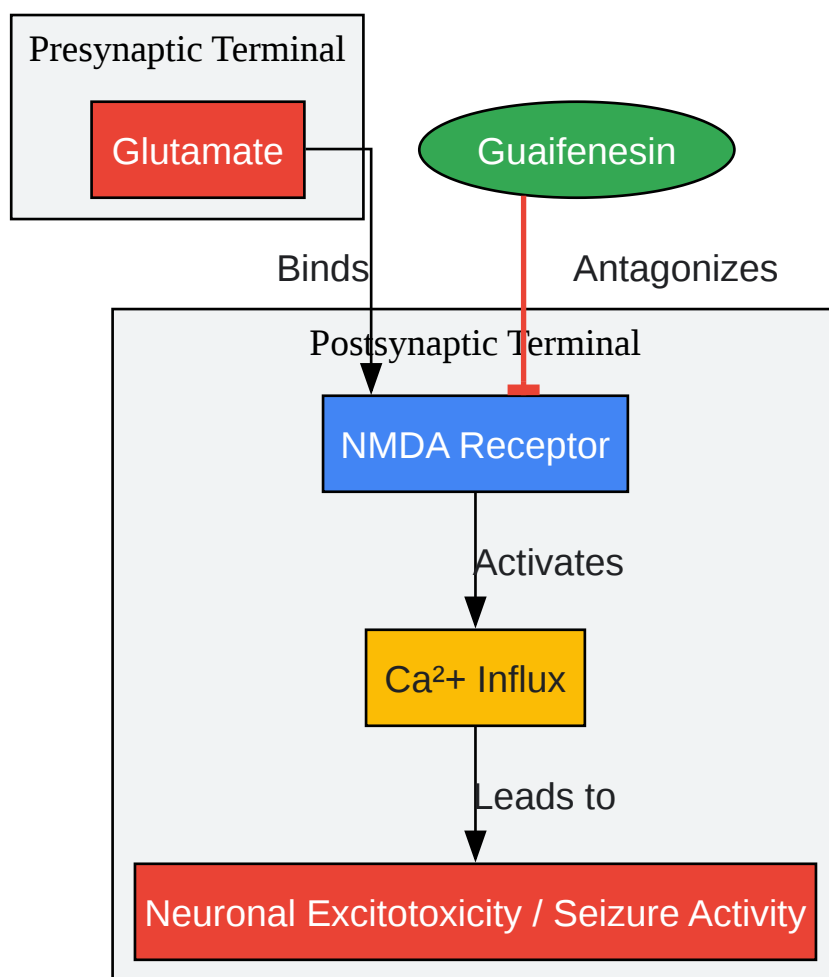 Presynaptic Terminal
Glutamate
Guaifenesin
Binds
Antagonizes
Postsynaptic Terminal
NMDA Receptor
Activates
Ca²+ Influx
Leads to
Neuronal Excitotoxicity / Seizure Activity